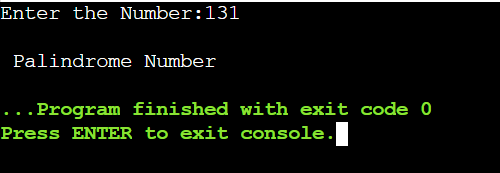 Enter the Number:131
Palindrome Number
...Program finished with exit code 0
Press ENTER to exit console.